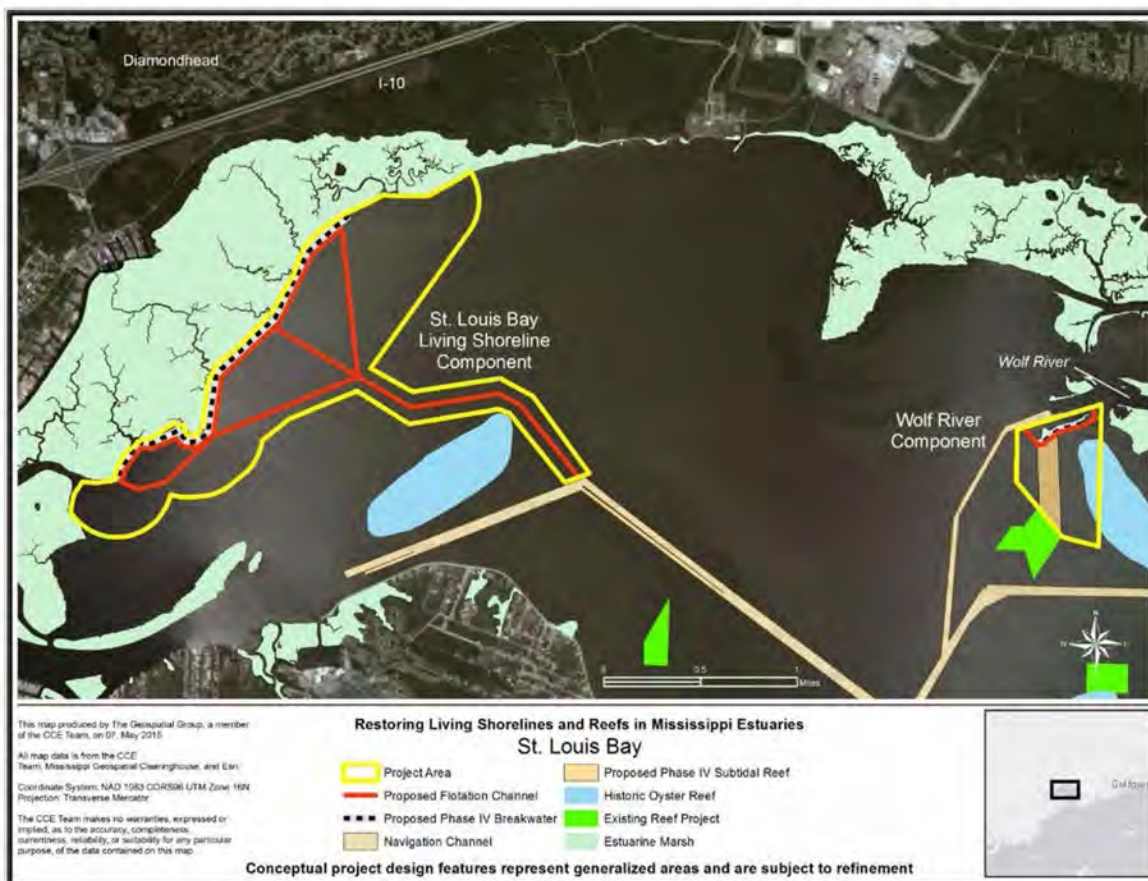 Diamondhead
I-10
St. Louis Bay
Living Shoreline
Component
Wolf River
Wolf River
Component
N
W
E
S
0
0.5
1
Miles
This map produced by The Geospatial Group, a member
of the CCE Team, on 07, May 2015
All map data is from the CCE
Team, Mississippi Geospatial Clearinghouse, and Esri
Coordinate System: NAD 1983 CORS96 UTM Zone 16N
Projection: Transverse Mercator
The CCE Team makes no warranties, expressed or
implied, as to the accuracy, completeness,
currentness, reliability, or suitability for any particular
purpose, of the data contained on this map.
Restoring Living Shorelines and Reefs in Mississippi Estuaries
St. Louis Bay
Project Area
Proposed Flotation Channel
Proposed Phase IV Breakwater
Navigation Channel
Proposed Phase IV Subtidal Reef
Historic Oyster Reef
Existing Reef Project
Estuarine Marsh
Conceptual project design features represent generalized areas and are subject to refinement